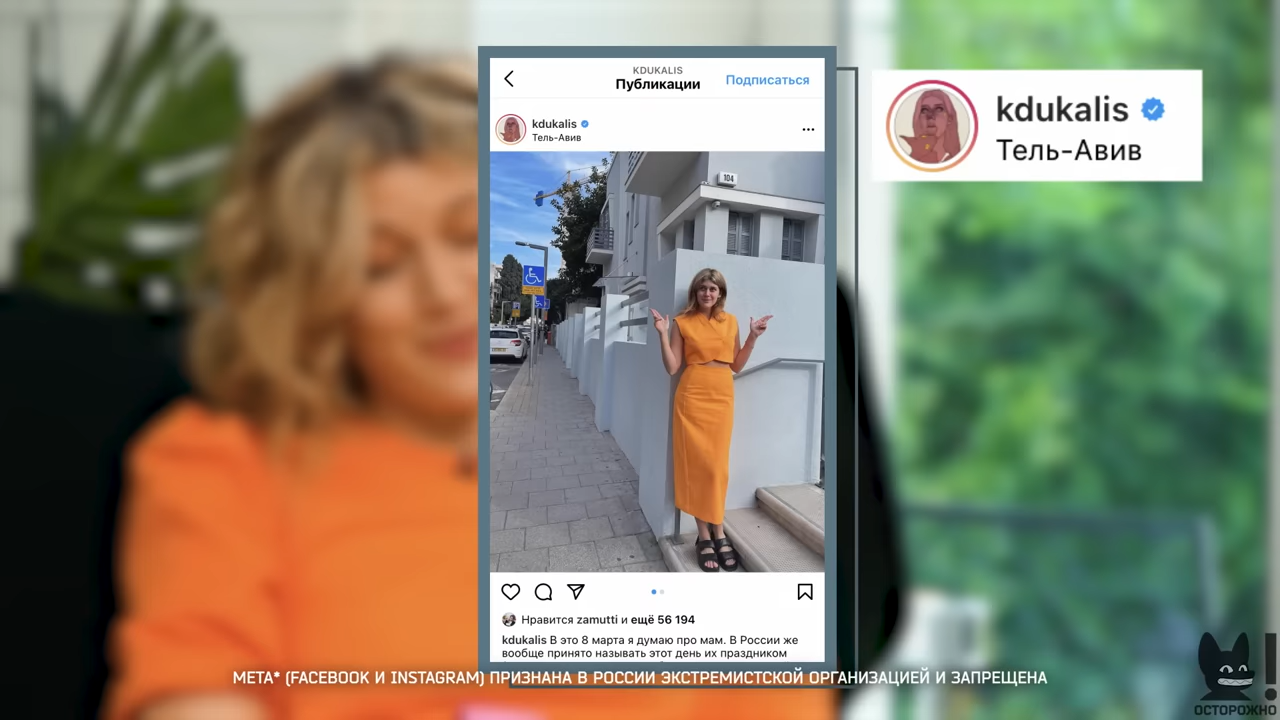 KDUKALIS
Публикации
Подписаться
kdukalis
Тель-Авив
kdukalis
Тель-Авив
104
Нравится zamutti и ещё 56 194
kdukalis В это 8 марта я думаю про мам. В России же
вообще принято называть этот день их праздником
МЕТА* (FACEBOOK И INSTAGRAM) ПРИЗНАНА В РОССИИ ЭКСТРЕМИСТСКОЙ ОРГАНИЗАЦИЕЙ И ЗАПРЕЩЕНА
ОСТОРОЖНО!